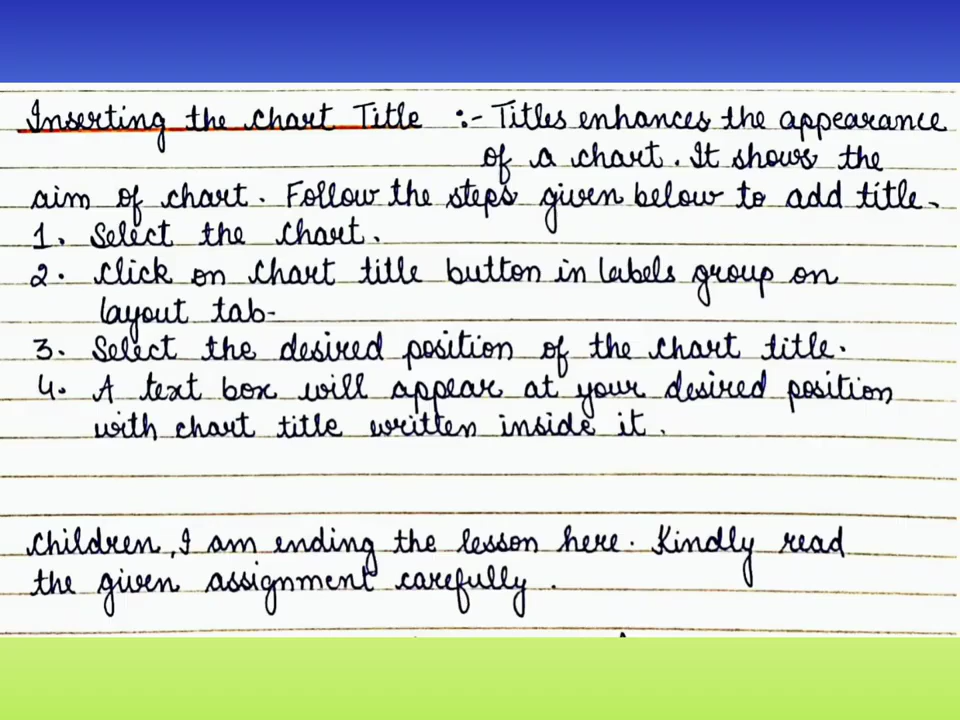 Inserting the chart Title :- Titles enhances the appearance
of a chart. It shows the
aim of chart. Follow the steps given below to add title.
1. Select the chart.
2. Click on chart title button in labels group on
layout tab-
3. Select the desired position of the chart title.
4. A text box will appear at your desired position
with chart title written inside it.
Children, I am ending the lesson here. Kindly read
the given assignment carefully.